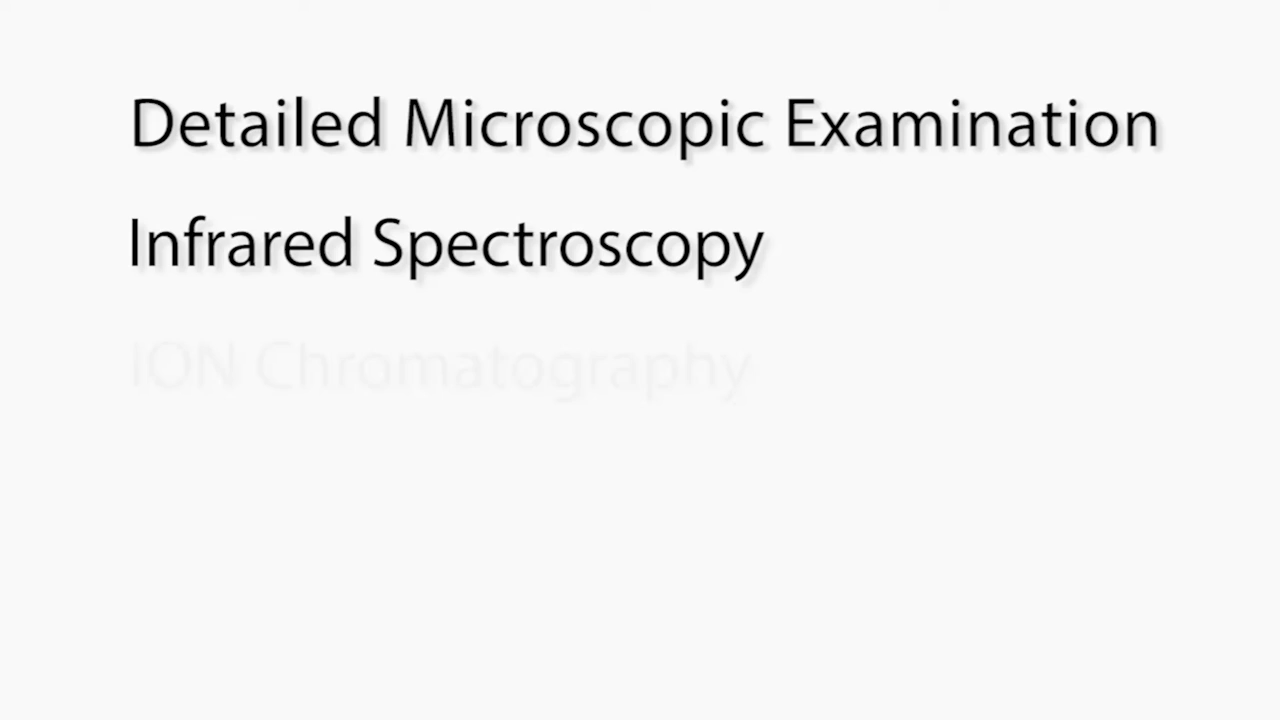 Detailed Microscopic Examination
Infrared Spectroscopy
ION Chromatography